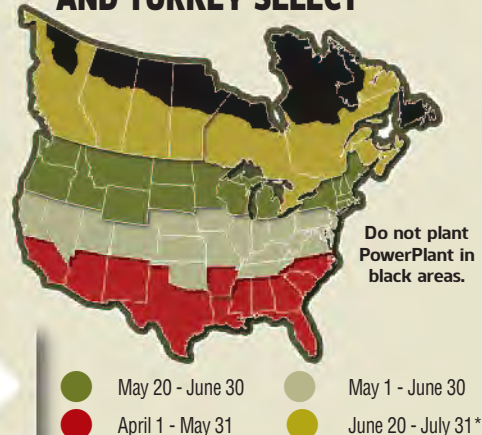 AND TURKEY SELECT
Do not plant
PowerPlant in
black areas.
May 20 - June 30
May 1 - June 30
April 1 - May 31
June 20 - July 31*